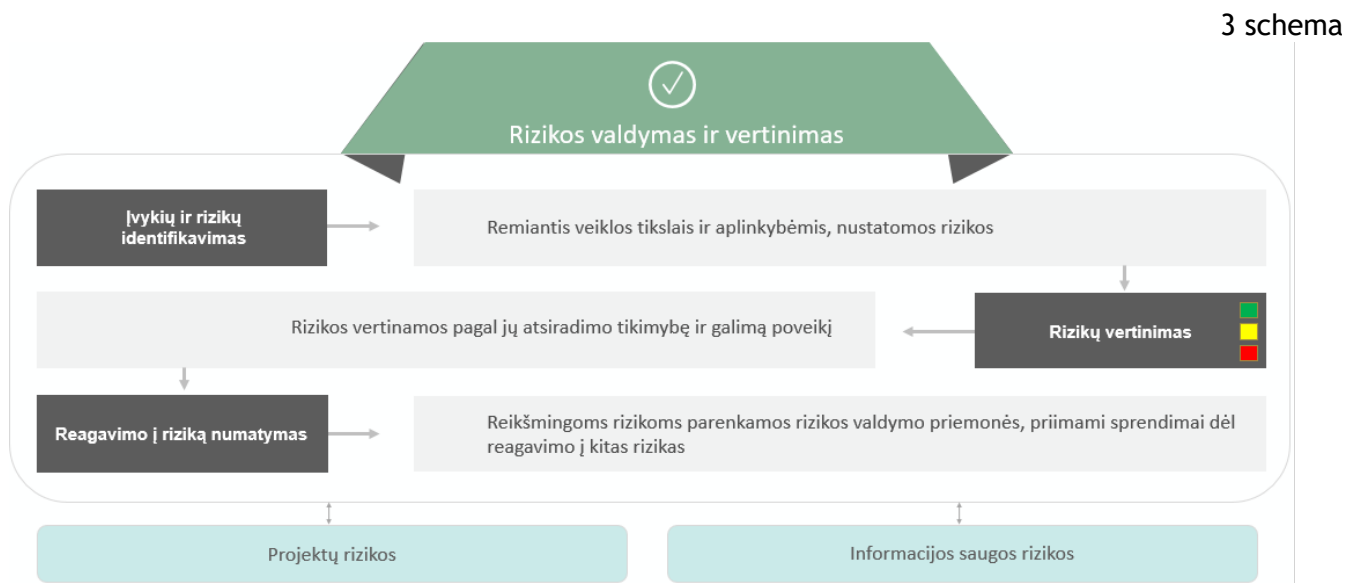 3 schema
Rizikos valdymas ir vertinimas
Įvykių ir rizikų
identifikavimas
Remiantis veiklos tikslais ir aplinkybėmis, nustatomos rizikos
Rizikų vertinimas
Rizikos vertinamos pagal jų atsiradimo tikimybę ir galimą poveikį
Reagavimo į riziką numatymas
Reikšmingoms rizikoms parenkamos rizikos valdymo priemonės, priimami sprendimai dėl
reagavimo į kitas rizikas
Projektų rizikos
Informacijos saugos rizikos